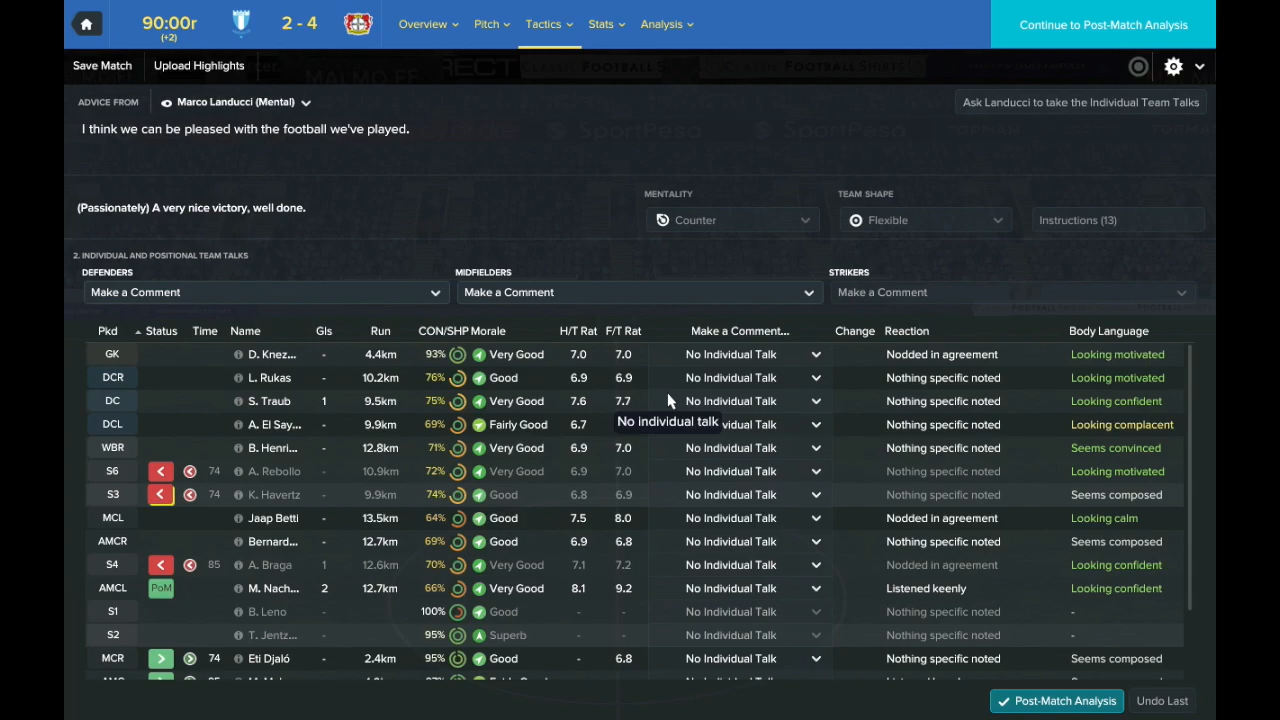 90:00r
(+2)
2 - 4
Overview
Pitch
Tactics
Stats
Analysis
Continue to Post-Match Analysis
Save Match
Upload Highlights
ADVICE FROM
Marco Landucci (Mental)
Ask Landucci to take the Individual Team Talks
I think we can be pleased with the football we've played.
MENTALITY
TEAM SHAPE
(Passionately) A very nice victory, well done.
Counter
Flexible
Instructions (13)
2. INDIVIDUAL AND POSITIONAL TEAM TALKS
DEFENDERS
MIDFIELDERS
STRIKERS
Make a Comment
Make a Comment
Make a Comment
Pkd Status Time Name Gls Run CON/SHP Morale H/T Rat F/T Rat Make a Comment... Change Reaction Body Language
GK D. Knez... - 4.4km 93% Very Good 7.0 7.0 No Individual Talk Nodded in agreement Looking motivated
DCR L. Rukas - 10.2km 76% Good 6.9 6.9 No Individual Talk Nothing specific noted Looking motivated
DC S. Traub 1 9.5km 75% Very Good 7.6 7.7 No Individual Talk Nothing specific noted Looking confident
DCL A. El Say... - 9.9km 69% Fairly Good 6.7 Nothing specific noted Looking complacent
No individual talk
WBR B. Henri... - 12.8km 71% Very Good 6.9 7.0 No Individual Talk Nothing specific noted Seems convinced
S6 74 A. Rebollo - 10.9km 72% Very Good 6.9 7.0 No Individual Talk Nothing specific noted Looking motivated
S3 74 K. Havertz - 9.9km 74% Good 6.8 6.9 No Individual Talk Nothing specific noted Seems composed
MCL Jaap Betti - 13.5km 64% Good 7.5 8.0 No Individual Talk Nodded in agreement Looking calm
AMCR Bernard... - 12.7km 69% Good 6.9 6.8 No Individual Talk Nothing specific noted Seems composed
S4 85 A. Braga 1 12.6km 70% Very Good 7.1 7.2 No Individual Talk Nodded in agreement Looking confident
AMCL PoM M. Nach... 2 12.7km 66% Very Good 8.1 9.2 No Individual Talk Listened keenly Looking confident
S1 B. Leno - 100% Good - - No Individual Talk Nothing specific noted -
S2 T. Jentz... - 95% Superb - - No Individual Talk Nothing specific noted -
MCR 74 Eti Djaló - 2.4km 95% Good - 6.8 No Individual Talk Nothing specific noted Seems composed
Post-Match Analysis
Undo Last